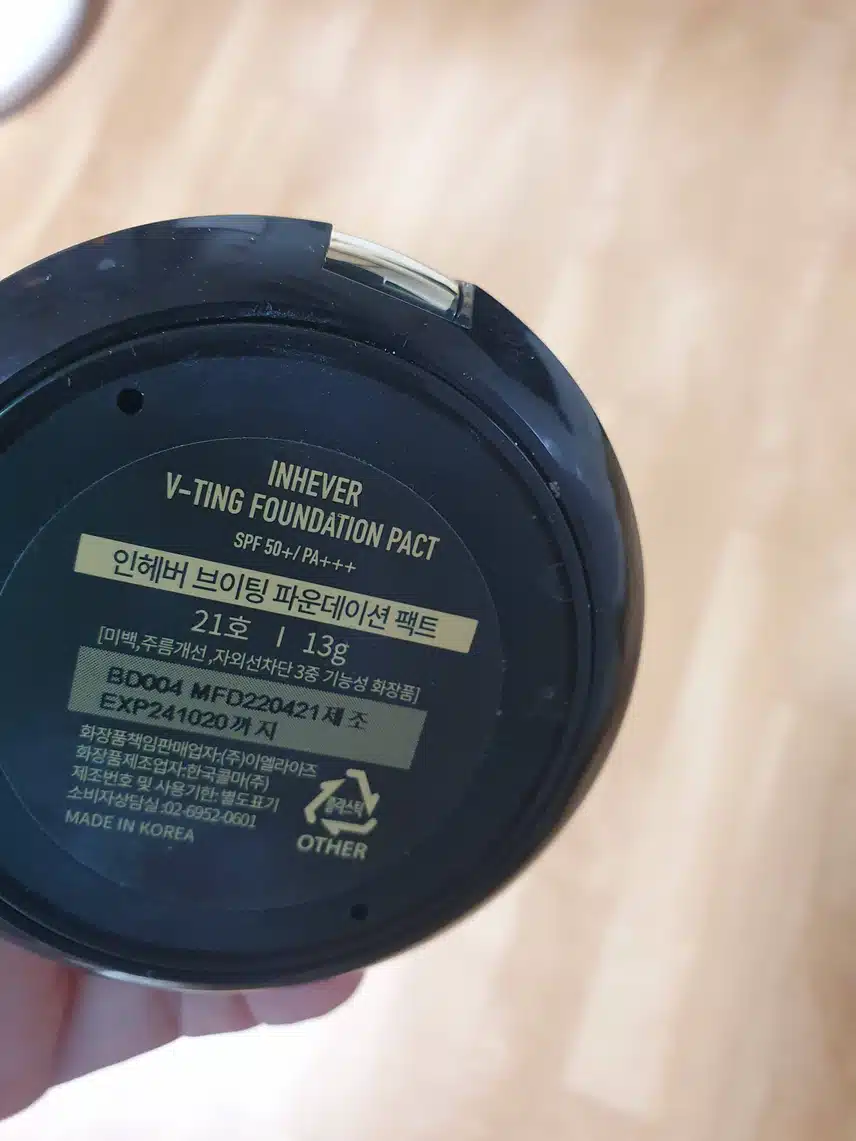 INHEVER
V-TING FOUNDATION PACT
SPF 50+/ PA+++
인헤버 브이팅 파운데이션 팩트
21호 | 13g
[미백,주름개선,자외선차단 3중 기능성 화장품]
BD004 MFD220421제조
EXP241020까지
화장품책임판매업자:(주)이엘라이즈
화장품제조업자:한국콜마(주)
제조번호 및 사용기한:별도표기
소비자상담실:02-6952-0601
MADE IN KOREA
플라스틱
OTHER